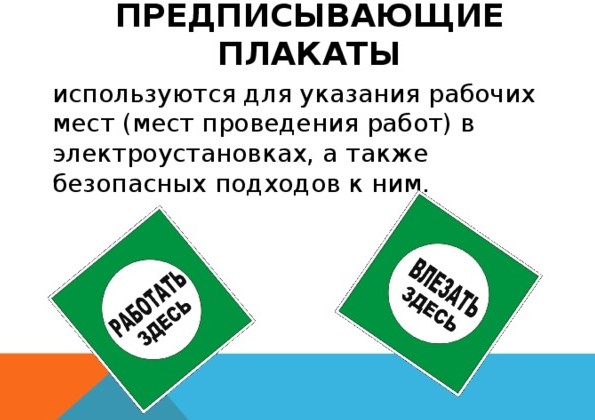 ПРЕДПИСЫВАЮЩИЕ
ПЛАКАТЫ
используются для указания рабочих
мест (мест проведения работ) в
электроустановках, а также
безопасных подходов к ним.
РАБОТАТЬ
ЗДЕСЬ
ВЛЕЗАТЬ
ЗДЕСЬ